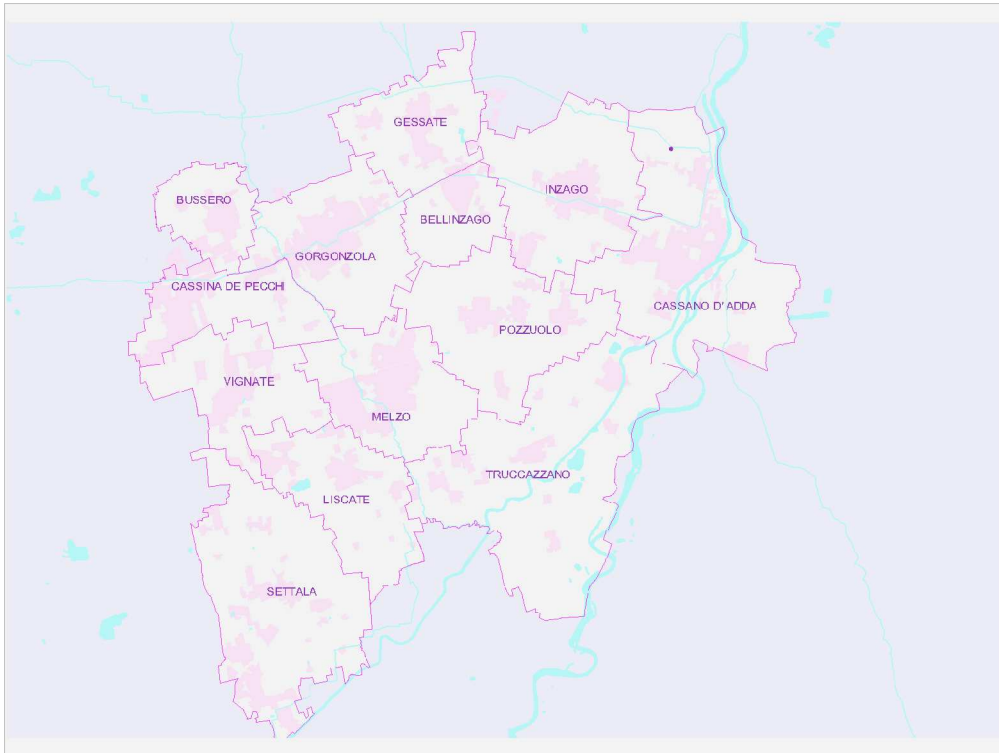 GESSATE
INZAGO
BUSSERO
BELLINZAGO
GORGONZOLA
CASSINA DE PECCHI
CASSANO D'ADDA
POZZUOLO
VIGNATE
MELZO
TRUCCAZZANO
LISCATE
SETTALA